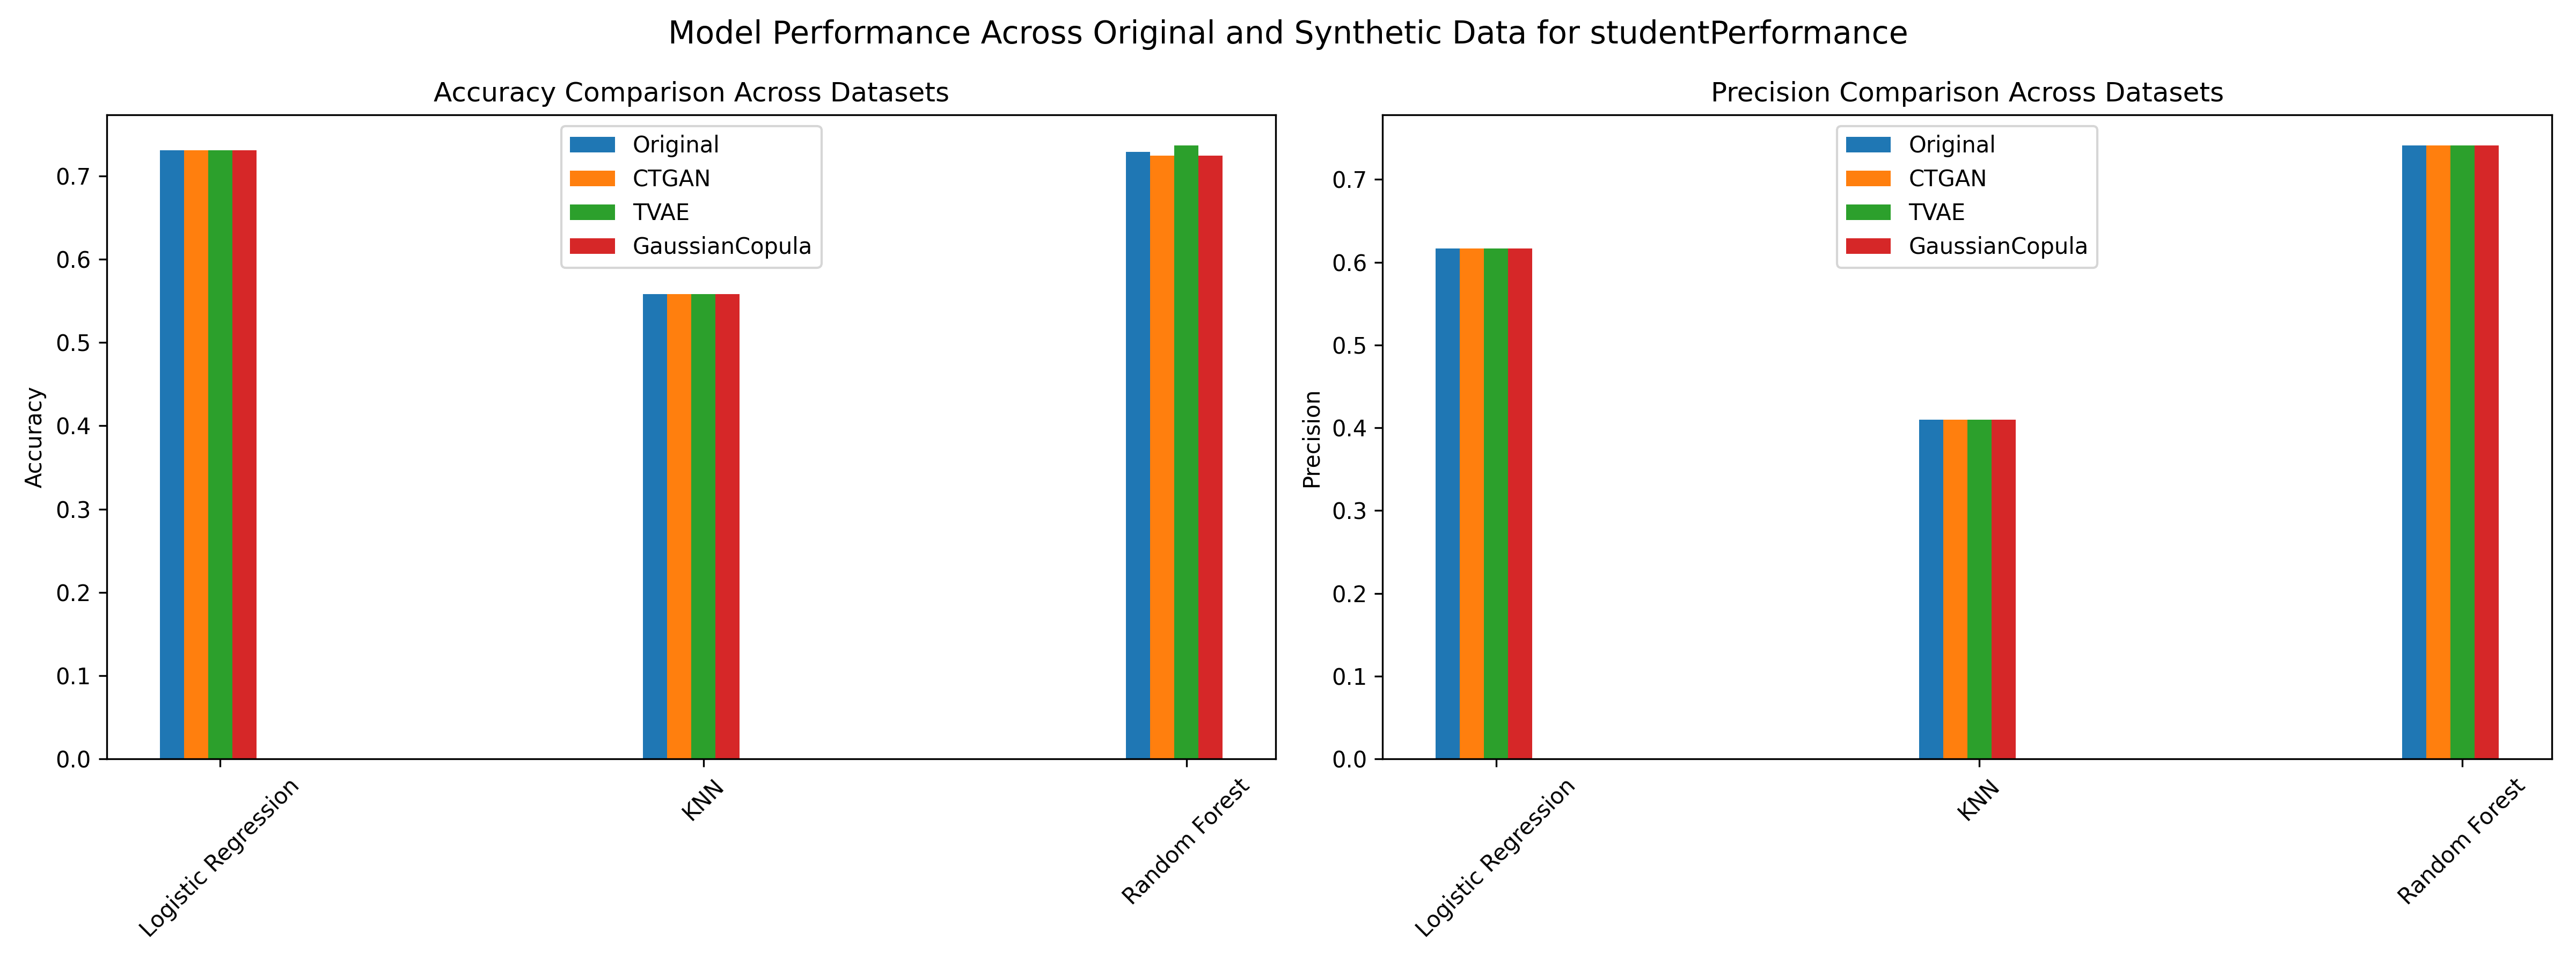 Model Performance Across Original and Synthetic Data for studentPerformance
Accuracy Comparison Across Datasets
Accuracy
0.7
0.6
0.5
0.4
0.3
0.2
0.1
0.0
Original
CTGAN
TVAE
GaussianCopula
Logistic Regression
KNN
Random Forest
Precision Comparison Across Datasets
Precision
0.7
0.6
0.5
0.4
0.3
0.2
0.1
0.0
Original
CTGAN
TVAE
GaussianCopula
Logistic Regression
KNN
Random Forest